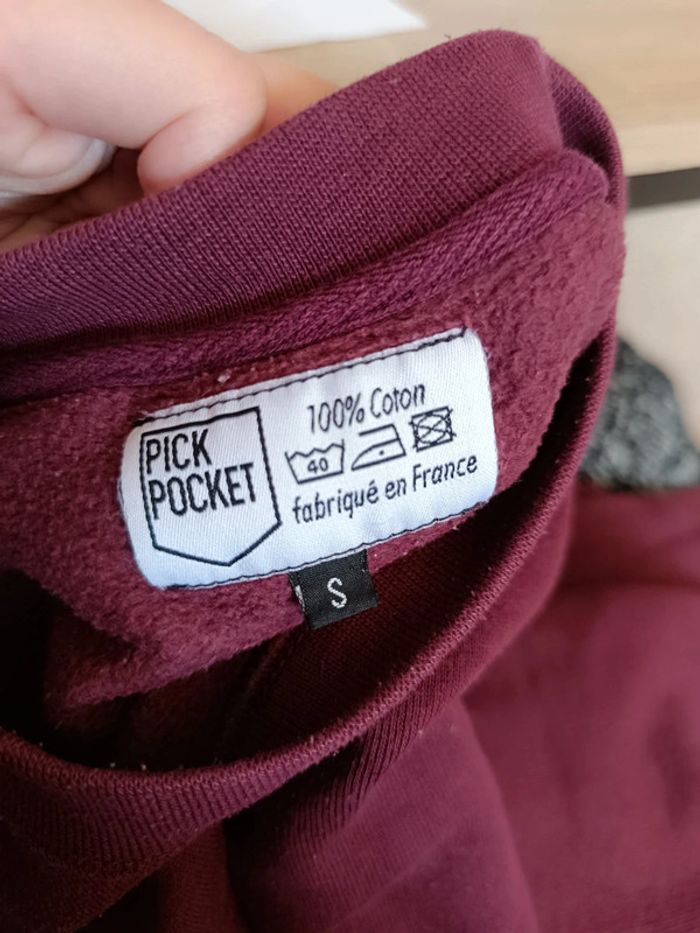 PICK
POCKET
100% Coton
40
fabriqué en France
S